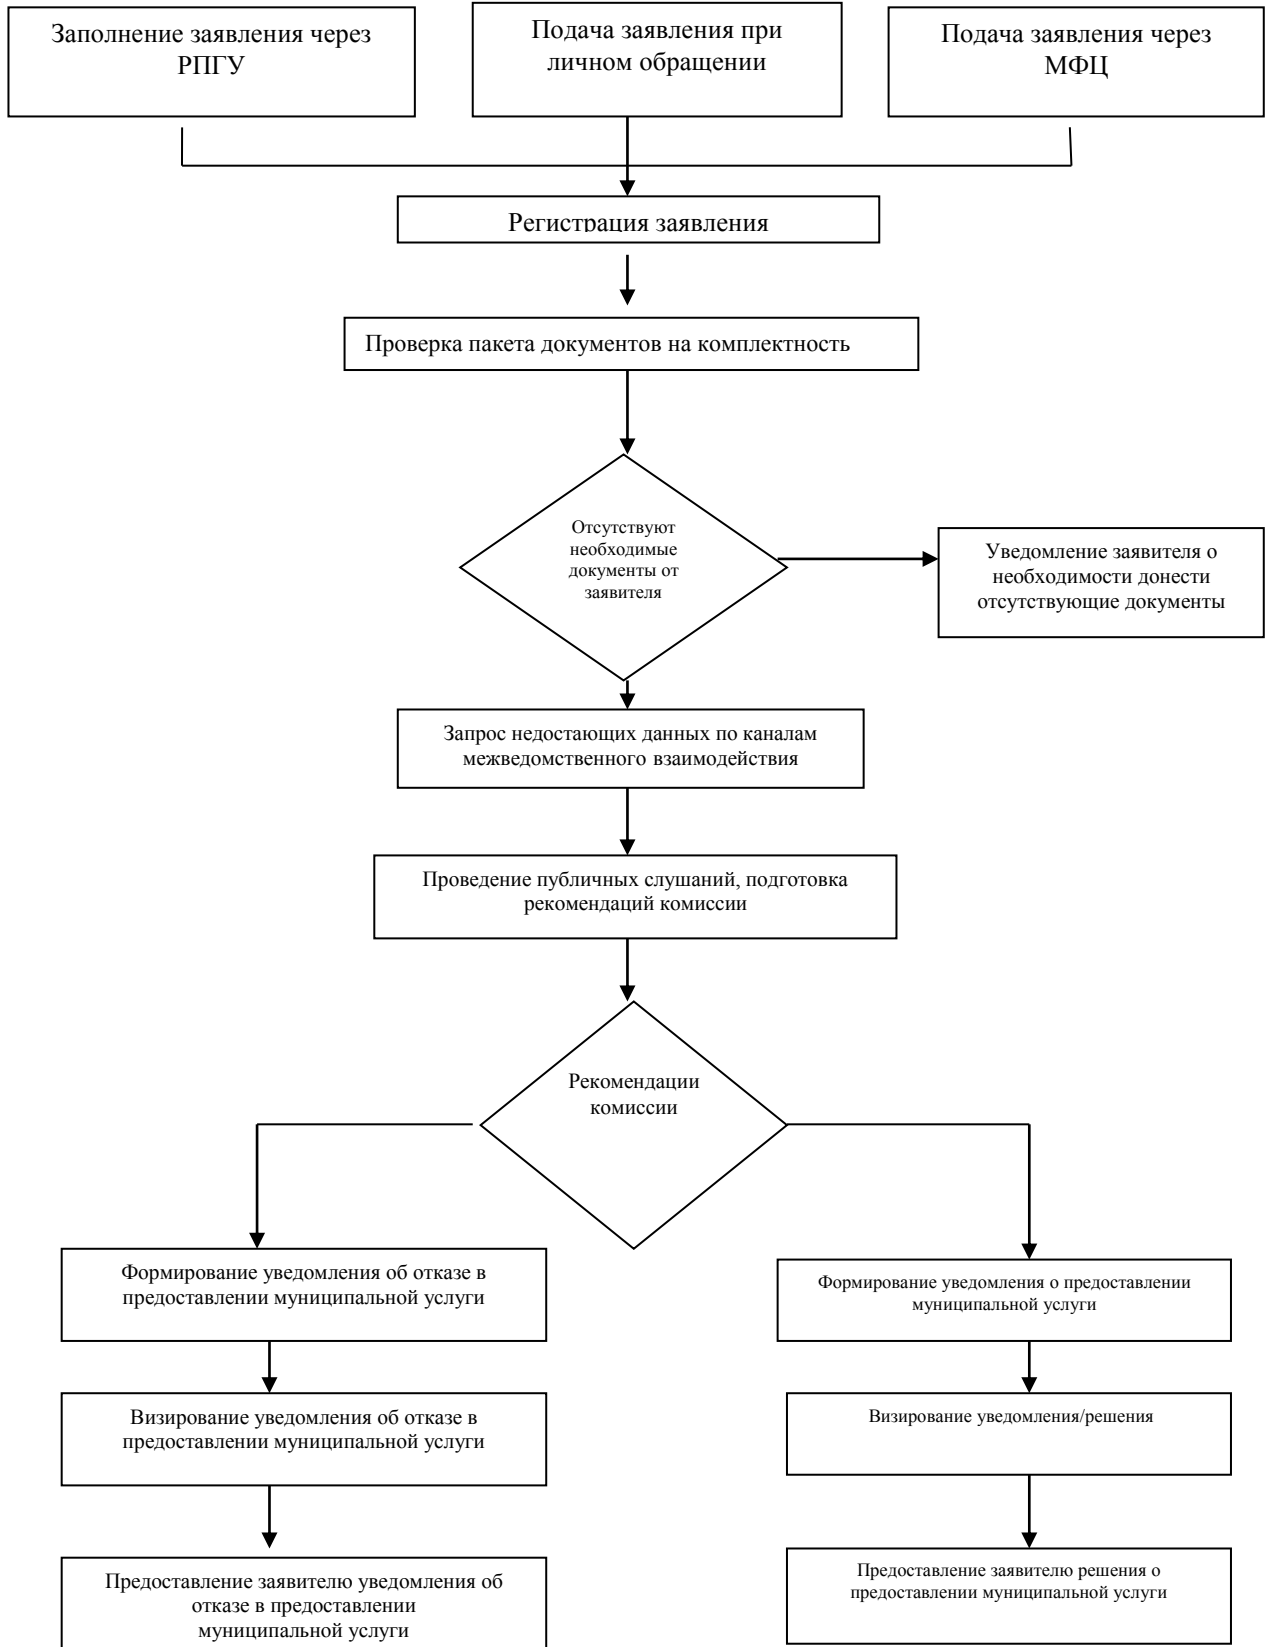 Заполнение заявления через
РПГУ
Подача заявления при
личном обращении
Подача заявления через
МФЦ
Регистрация заявления
Проверка пакета документов на комплектность
Отсутствуют
необходимые
документы от
заявителя
Уведомление заявителя о
необходимости донести
отсутствующие документы
Запрос недостающих данных по каналам
межведомственного взаимодействия
Проведение публичных слушаний, подготовка
рекомендаций комиссии
Рекомендации
комиссии
Формирование уведомления об отказе в
предоставлении муниципальной услуги
Формирование уведомления о предоставлении
муниципальной услуги
Визирование уведомления об отказе в
предоставлении муниципальной услуги
Визирование уведомления/решения
Предоставление заявителю уведомления об
отказе в предоставлении
муниципальной услуги
Предоставление заявителю решения о
предоставлении муниципальной услуги